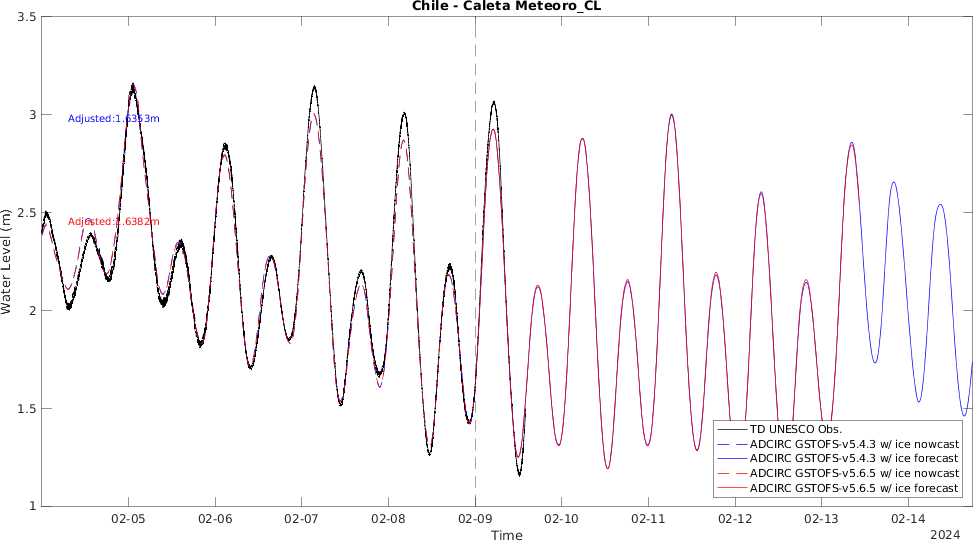 Chile - Caleta Meteoro_CL
3.5
3
2.5
2
1.5
1
Water Level (m)
Adjusted:1.6353m
Adjusted:1.6382m
TD UNESCO Obs.
ADCIRC GSTOFS-v5.4.3 w/ ice nowcast
ADCIRC GSTOFS-v5.4.3 w/ ice forecast
ADCIRC GSTOFS-v5.6.5 w/ ice nowcast
ADCIRC GSTOFS-v5.6.5 w/ ice forecast
02-05 02-06 02-07 02-08 02-09 02-10 02-11 02-12 02-13 02-14
Time
2024